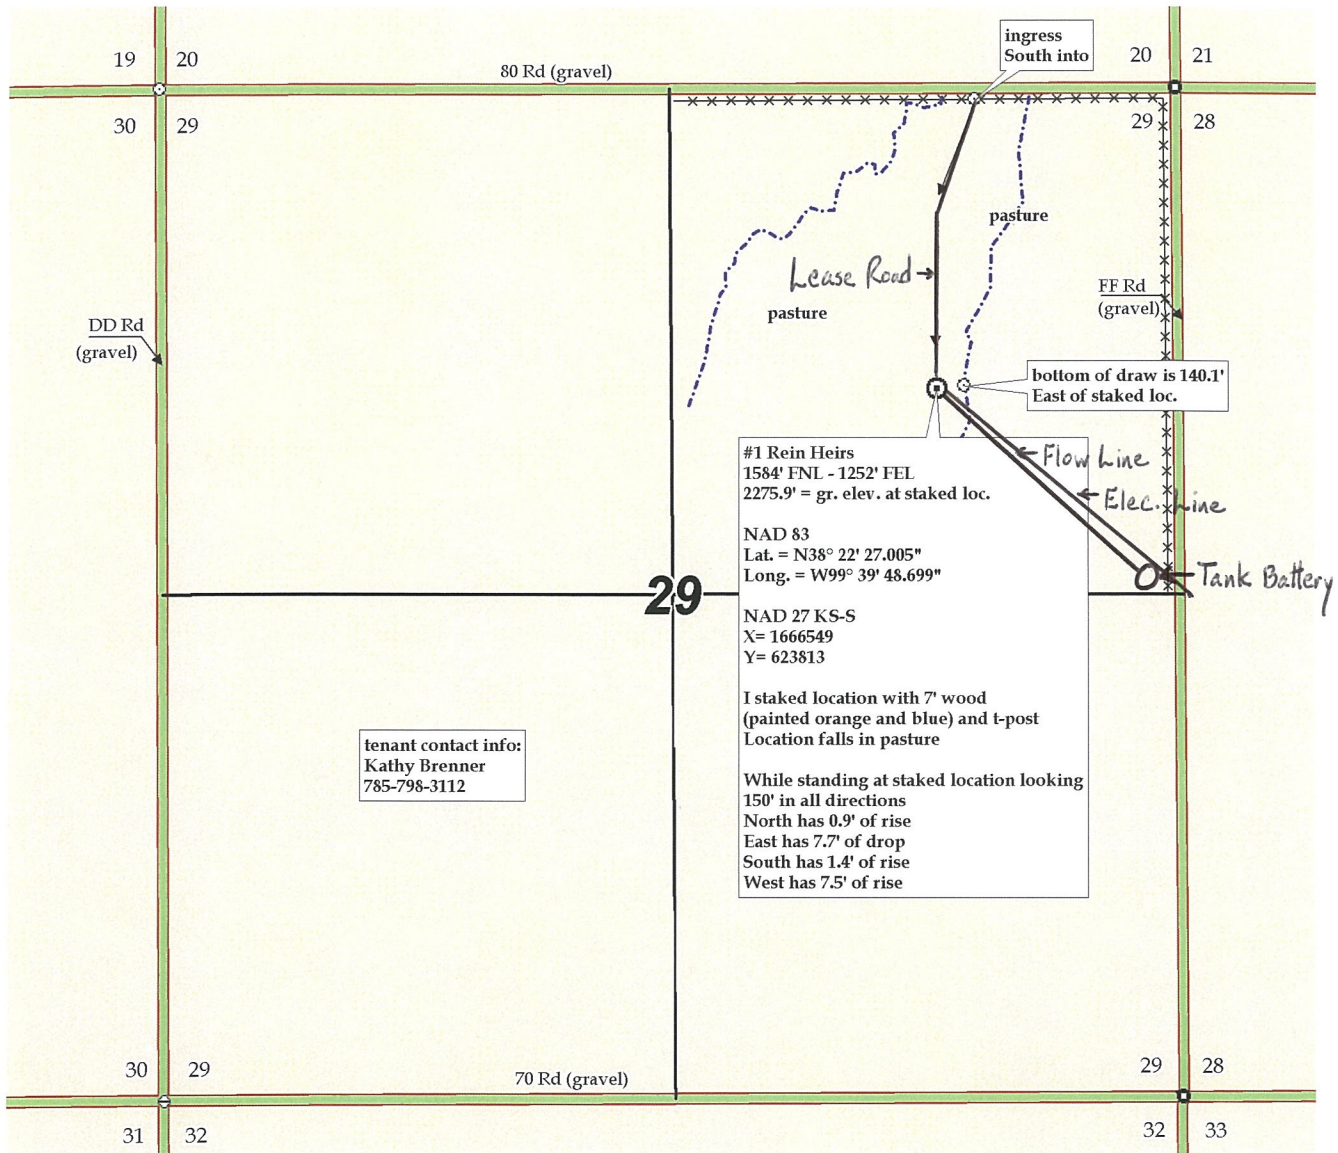 ingress
South into
19 20
80 Rd (gravel)
20 21
30 29
29 28
pasture
Lease Road
FF Rd
(gravel)
pasture
DD Rd
(gravel)
bottom of draw is 140.1'
East of staked loc.
#1 Rein Heirs
1584' FNL - 1252' FEL
2275.9' = gr. elev. at staked loc.
Flow Line
Elec. Line
NAD 83
Lat. = N38° 22' 27.005"
Long. = W99° 39' 48.699"
Tank Battery
29
NAD 27 KS-S
X= 1666549
Y= 623813
I staked location with 7' wood
(painted orange and blue) and t-post
Location falls in pasture
tenant contact info:
Kathy Brenner
785-798-3112
While standing at staked location looking
150' in all directions
North has 0.9' of rise
East has 7.7' of drop
South has 1.4' of rise
West has 7.5' of rise
30 29
70 Rd (gravel)
29 28
31 32
32 33